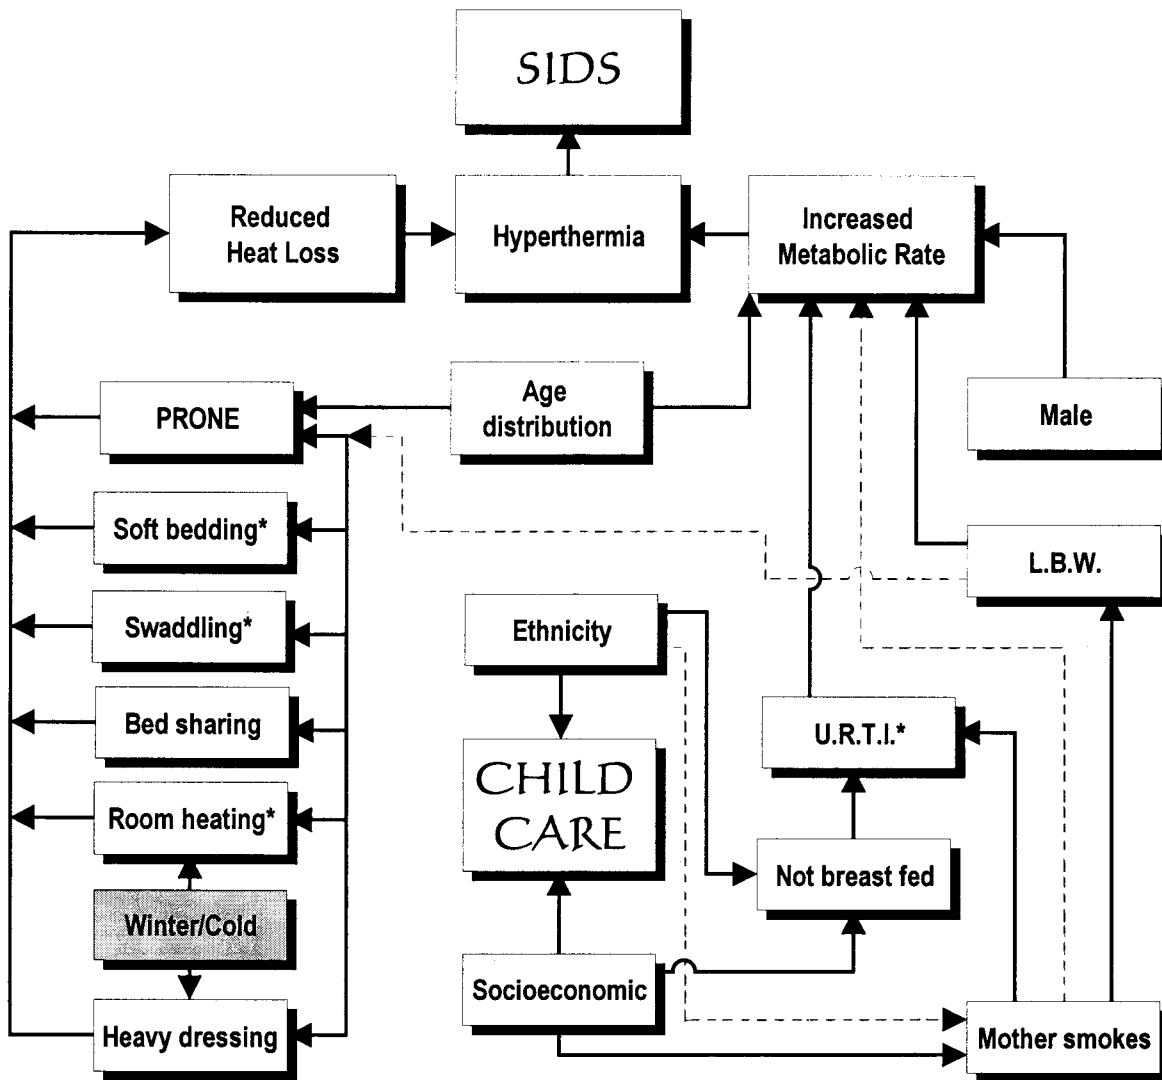 SIDS
Reduced
Heat Loss
Hyperthermia
Increased
Metabolic Rate
PRONE
Age
distribution
Male
Soft bedding*
L.B.W.
Swaddling*
Ethnicity
Bed sharing
U.R.T.I.*
CHILD
CARE
Room heating*
Not breast fed
Winter/Cold
Socioeconomic
Heavy dressing
Mother smokes